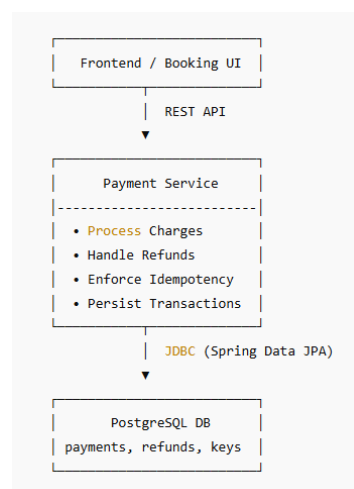 Frontend / Booking UI
REST API
Payment Service
• Process Charges
• Handle Refunds
• Enforce Idempotency
• Persist Transactions
JDBC (Spring Data JPA)
PostgreSQL DB
payments, refunds, keys